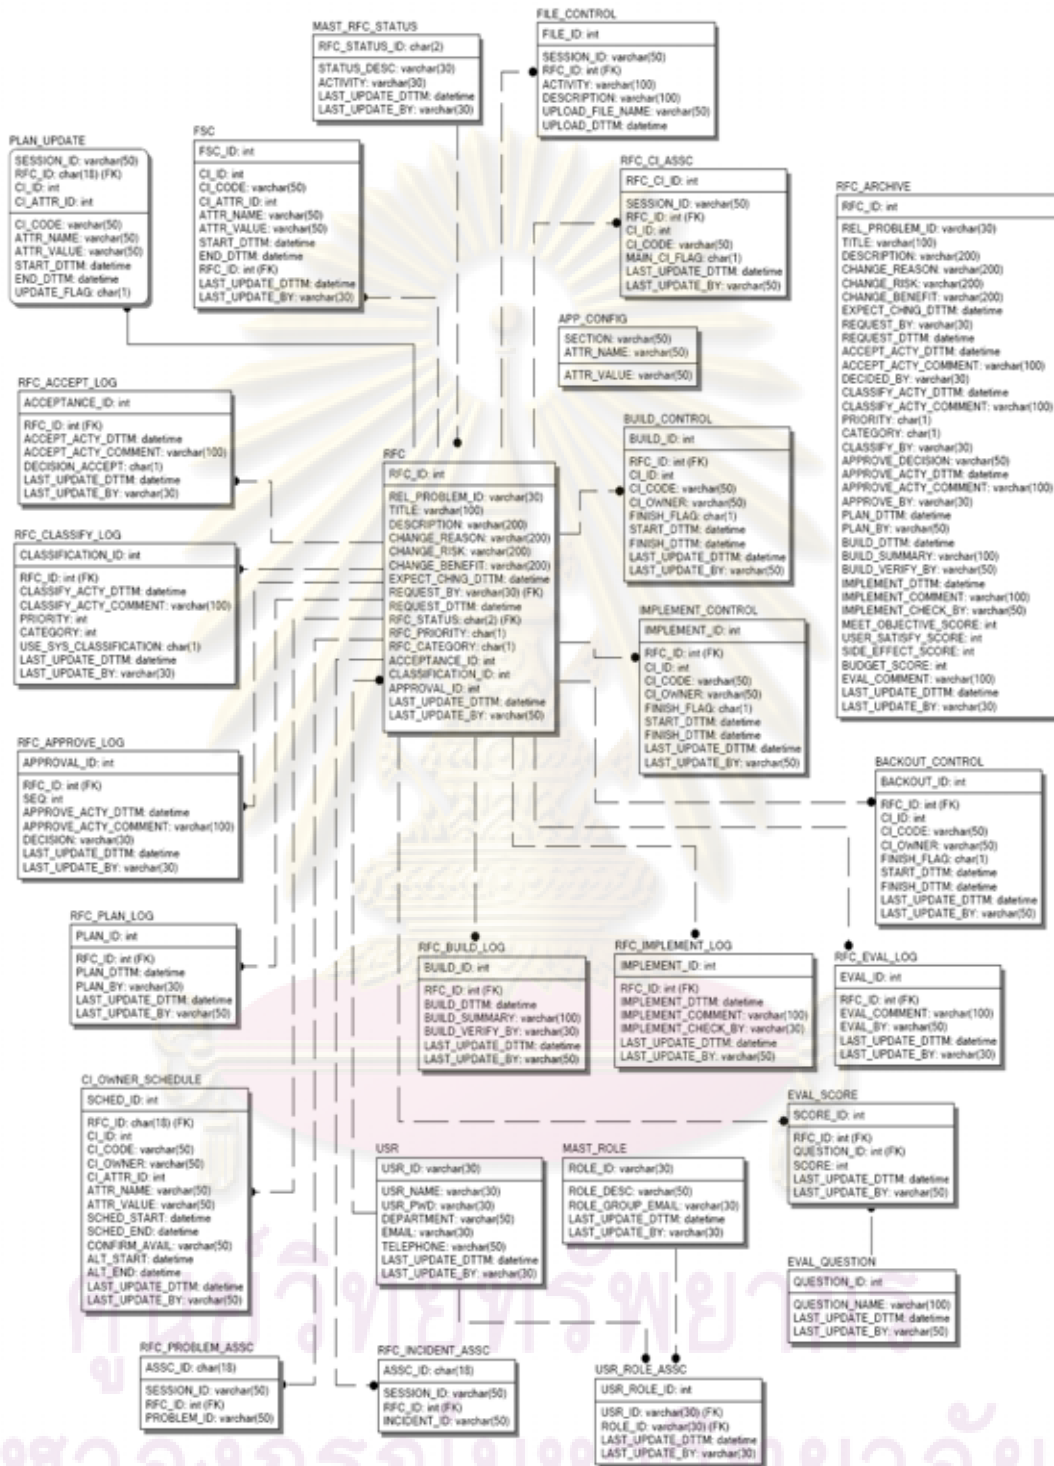 MAST_RFC_STATUS
RFC_STATUS_ID: char(2)
STATUS_DESC: varchar(30)
ACTIVITY: varchar(30)
LAST_UPDATE_DTTM: datetime
LAST_UPDATE_BY: varchar(30)
FILE_CONTROL
FILE_ID: int
SESSION_ID: varchar(50)
RFC_ID: int (FK)
ACTIVITY: varchar(100)
DESCRIPTION: varchar(100)
UPLOAD_FILE_NAME: varchar(50)
UPLOAD_DTTM: datetime
PLAN_UPDATE
SESSION_ID: varchar(50)
RFC_ID: char(18) (FK)
CI_ID: int
CI_ATTR_ID: int
CI_CODE: varchar(50)
ATTR_NAME: varchar(50)
ATTR_VALUE: varchar(50)
START_DTTM: datetime
END_DTTM: datetime
UPDATE_FLAG: char(1)
FSC
FSC_ID: int
CI_ID: int
CI_CODE: varchar(50)
CI_ATTR_ID: int
ATTR_NAME: varchar(50)
ATTR_VALUE: varchar(50)
START_DTTM: datetime
END_DTTM: datetime
RFC_ID: int (FK)
LAST_UPDATE_DTTM: datetime
LAST_UPDATE_BY: varchar(30)
RFC_CI_ASSC
RFC_CI_ID: int
SESSION_ID: varchar(50)
RFC_ID: int (FK)
CI_ID: int
CI_CODE: varchar(50)
MAIN_CI_FLAG: char(1)
LAST_UPDATE_DTTM: datetime
LAST_UPDATE_BY: varchar(50)
RFC_ARCHIVE
RFC_ID: int
REL_PROBLEM_ID: varchar(30)
TITLE: varchar(100)
DESCRIPTION: varchar(200)
CHANGE_REASON: varchar(200)
CHANGE_RISK: varchar(200)
CHANGE_BENEFIT: varchar(200)
EXPECT_CHNG_DTTM: datetime
REQUEST_BY: varchar(30)
REQUEST_DTTM: datetime
ACCEPT_ACTY_DTTM: datetime
ACCEPT_ACTY_COMMENT: varchar(100)
DECIDED_BY: varchar(30)
CLASSIFY_ACTY_DTTM: datetime
CLASSIFY_ACTY_COMMENT: varchar(100)
PRIORITY: char(1)
CATEGORY: char(1)
CLASSIFY_BY: varchar(30)
APPROVE_DECISION: varchar(50)
APPROVE_ACTY_DTTM: datetime
APPROVE_ACTY_COMMENT: varchar(100)
APPROVE_BY: varchar(30)
PLAN_DTTM: datetime
PLAN_BY: varchar(50)
BUILD_DTTM: datetime
BUILD_SUMMARY: varchar(100)
BUILD_VERIFY_BY: varchar(50)
IMPLEMENT_DTTM: datetime
IMPLEMENT_COMMENT: varchar(100)
IMPLEMENT_CHECK_BY: varchar(50)
MEET_OBJECTIVE_SCORE: int
USER_SATISFY_SCORE: int
SIDE_EFFECT_SCORE: int
BUDGET_SCORE: int
EVAL_COMMENT: varchar(100)
LAST_UPDATE_DTTM: datetime
LAST_UPDATE_BY: varchar(30)
APP_CONFIG
SECTION: varchar(50)
ATTR_NAME: varchar(50)
ATTR_VALUE: varchar(50)
RFC_ACCEPT_LOG
ACCEPTANCE_ID: int
RFC_ID: int (FK)
ACCEPT_ACTY_DTTM: datetime
ACCEPT_ACTY_COMMENT: varchar(100)
DECISION_ACCEPT: char(1)
LAST_UPDATE_DTTM: datetime
LAST_UPDATE_BY: varchar(30)
RFC
RFC_ID: int
REL_PROBLEM_ID: varchar(30)
TITLE: varchar(100)
DESCRIPTION: varchar(200)
CHANGE_REASON: varchar(200)
CHANGE_RISK: varchar(200)
CHANGE_BENEFIT: varchar(200)
EXPECT_CHNG_DTTM: datetime
REQUEST_BY: varchar(30) (FK)
REQUEST_DTTM: datetime
RFC_STATUS: char(2) (FK)
RFC_PRIORITY: char(1)
RFC_CATEGORY: char(1)
ACCEPTANCE_ID: int
CLASSIFICATION_ID: int
APPROVAL_ID: int
LAST_UPDATE_DTTM: datetime
LAST_UPDATE_BY: varchar(50)
BUILD_CONTROL
BUILD_ID: int
RFC_ID: int (FK)
CI_ID: int
CI_CODE: varchar(50)
CI_OWNER: varchar(50)
FINISH_FLAG: char(1)
START_DTTM: datetime
FINISH_DTTM: datetime
LAST_UPDATE_DTTM: datetime
LAST_UPDATE_BY: varchar(50)
RFC_CLASSIFY_LOG
CLASSIFICATION_ID: int
RFC_ID: int (FK)
CLASSIFY_ACTY_DTTM: datetime
CLASSIFY_ACTY_COMMENT: varchar(100)
PRIORITY: int
CATEGORY: int
USE_SYS_CLASSIFICATION: char(1)
LAST_UPDATE_DTTM: datetime
LAST_UPDATE_BY: varchar(30)
IMPLEMENT_CONTROL
IMPLEMENT_ID: int
RFC_ID: int (FK)
CI_ID: int
CI_CODE: varchar(50)
CI_OWNER: varchar(50)
FINISH_FLAG: char(1)
START_DTTM: datetime
FINISH_DTTM: datetime
LAST_UPDATE_DTTM: datetime
LAST_UPDATE_BY: varchar(50)
RFC_APPROVE_LOG
APPROVAL_ID: int
RFC_ID: int (FK)
SEQ: int
APPROVE_ACTY_DTTM: datetime
APPROVE_ACTY_COMMENT: varchar(100)
DECISION: varchar(30)
LAST_UPDATE_DTTM: datetime
LAST_UPDATE_BY: varchar(30)
BACKOUT_CONTROL
BACKOUT_ID: int
RFC_ID: int (FK)
CI_ID: int
CI_CODE: varchar(50)
CI_OWNER: varchar(50)
FINISH_FLAG: char(1)
START_DTTM: datetime
FINISH_DTTM: datetime
LAST_UPDATE_DTTM: datetime
LAST_UPDATE_BY: varchar(50)
RFC_PLAN_LOG
PLAN_ID: int
RFC_ID: int (FK)
PLAN_DTTM: datetime
PLAN_BY: varchar(30)
LAST_UPDATE_DTTM: datetime
LAST_UPDATE_BY: varchar(50)
RFC_BUILD_LOG
BUILD_ID: int
RFC_ID: int (FK)
BUILD_DTTM: datetime
BUILD_SUMMARY: varchar(100)
BUILD_VERIFY_BY: varchar(30)
LAST_UPDATE_DTTM: datetime
LAST_UPDATE_BY: varchar(50)
RFC_IMPLEMENT_LOG
IMPLEMENT_ID: int
RFC_ID: int (FK)
IMPLEMENT_DTTM: datetime
IMPLEMENT_COMMENT: varchar(100)
IMPLEMENT_CHECK_BY: varchar(30)
LAST_UPDATE_DTTM: datetime
LAST_UPDATE_BY: varchar(50)
RFC_EVAL_LOG
EVAL_ID: int
RFC_ID: int (FK)
EVAL_COMMENT: varchar(100)
EVAL_BY: varchar(50)
LAST_UPDATE_DTTM: datetime
LAST_UPDATE_BY: varchar(30)
CI_OWNER_SCHEDULE
SCHED_ID: int
RFC_ID: char(18) (FK)
CI_ID: int
CI_CODE: varchar(50)
CI_OWNER: varchar(50)
CI_ATTR_ID: int
ATTR_NAME: varchar(50)
ATTR_VALUE: varchar(50)
SCHED_START: datetime
SCHED_END: datetime
CONFIRM_AVAIL: varchar(50)
ALT_START: datetime
ALT_END: datetime
LAST_UPDATE_DTTM: datetime
LAST_UPDATE_BY: varchar(50)
EVAL_SCORE
SCORE_ID: int
RFC_ID: int (FK)
QUESTION_ID: int (FK)
SCORE: int
LAST_UPDATE_DTTM: datetime
LAST_UPDATE_BY: varchar(50)
USR
USR_ID: varchar(30)
USR_NAME: varchar(30)
USR_PWD: varchar(30)
DEPARTMENT: varchar(50)
EMAIL: varchar(30)
TELEPHONE: varchar(50)
LAST_UPDATE_DTTM: datetime
LAST_UPDATE_BY: varchar(30)
MAST_ROLE
ROLE_ID: varchar(30)
ROLE_DESC: varchar(50)
ROLE_GROUP_EMAIL: varchar(30)
LAST_UPDATE_DTTM: datetime
LAST_UPDATE_BY: varchar(30)
EVAL_QUESTION
QUESTION_ID: int
QUESTION_NAME: varchar(100)
LAST_UPDATE_DTTM: datetime
LAST_UPDATE_BY: varchar(50)
RFC_PROBLEM_ASSC
ASSC_ID: char(18)
SESSION_ID: varchar(50)
RFC_ID: int (FK)
PROBLEM_ID: varchar(50)
RFC_INCIDENT_ASSC
ASSC_ID: char(18)
SESSION_ID: varchar(50)
RFC_ID: int (FK)
INCIDENT_ID: varchar(50)
USR_ROLE_ASSC
USR_ROLE_ID: int
USR_ID: varchar(30) (FK)
ROLE_ID: varchar(30) (FK)
LAST_UPDATE_DTTM: datetime
LAST_UPDATE_BY: varchar(30)
ศูนย์วิทยทรัพยากร